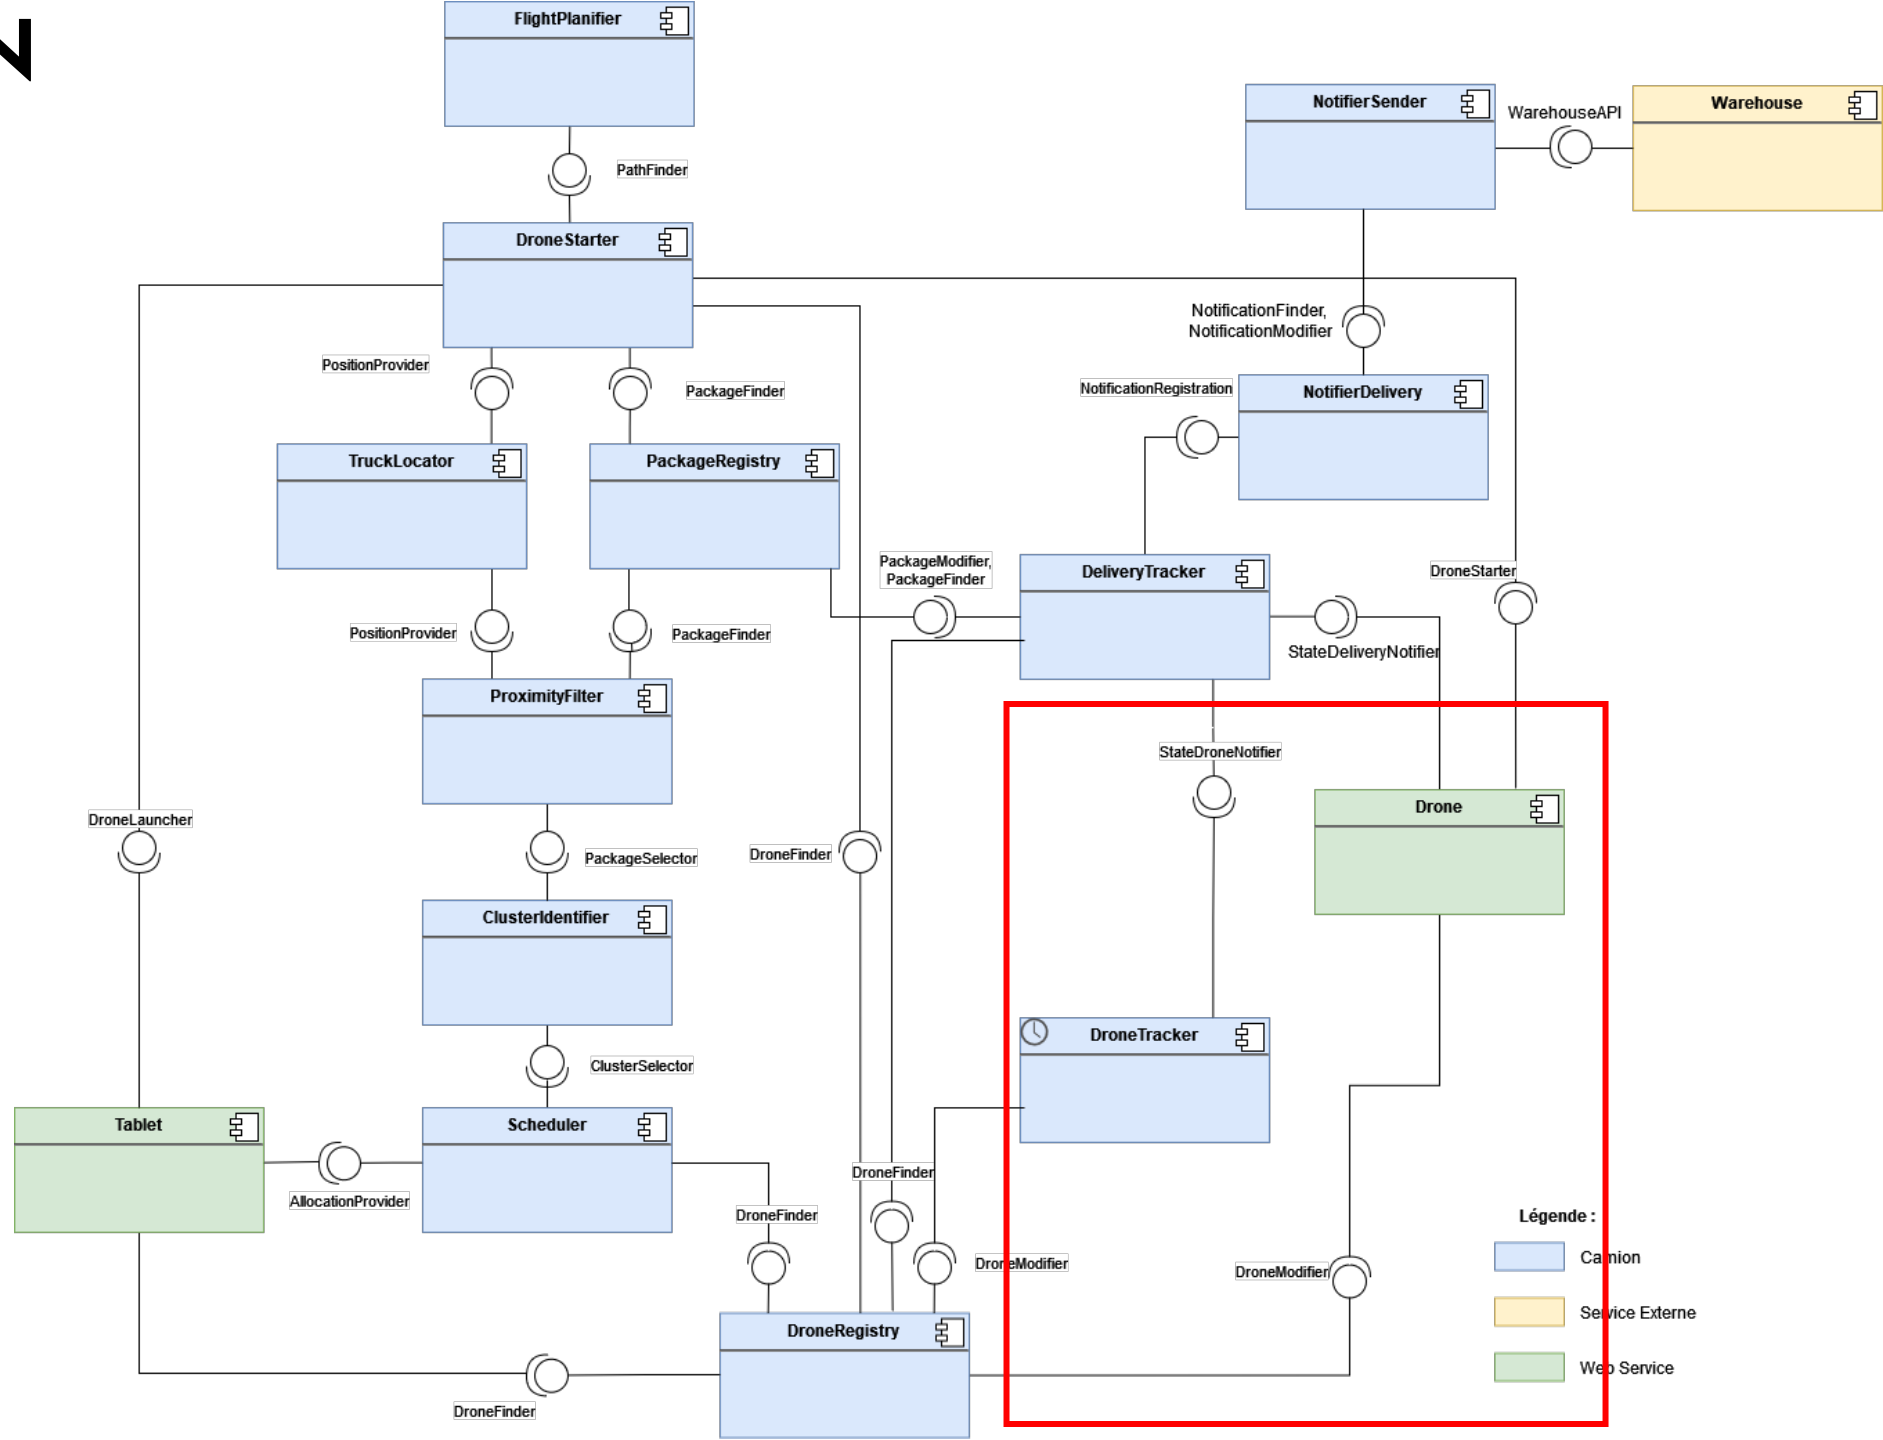 N
FlightPlanifier
NotifierSender
WarehouseAPI
Warehouse
PathFinder
DroneStarter
NotificationFinder,
NotificationModifier
PositionProvider
PackageFinder
NotificationRegistration
NotifierDelivery
TruckLocator
PackageRegistry
PackageModifier,
PackageFinder
DeliveryTracker
DroneStarter
PositionProvider
PackageFinder
StateDeliveryNotifier
ProximityFilter
StateDroneNotifier
Drone
DroneLauncher
PackageSelector
DroneFinder
ClusterIdentifier
DroneTracker
ClusterSelector
Tablet
Scheduler
DroneFinder
AllocationProvider
DroneFinder
Légende :
DroneModifier
DroneModifier
Camion
Service Externe
DroneRegistry
Web Service
DroneFinder